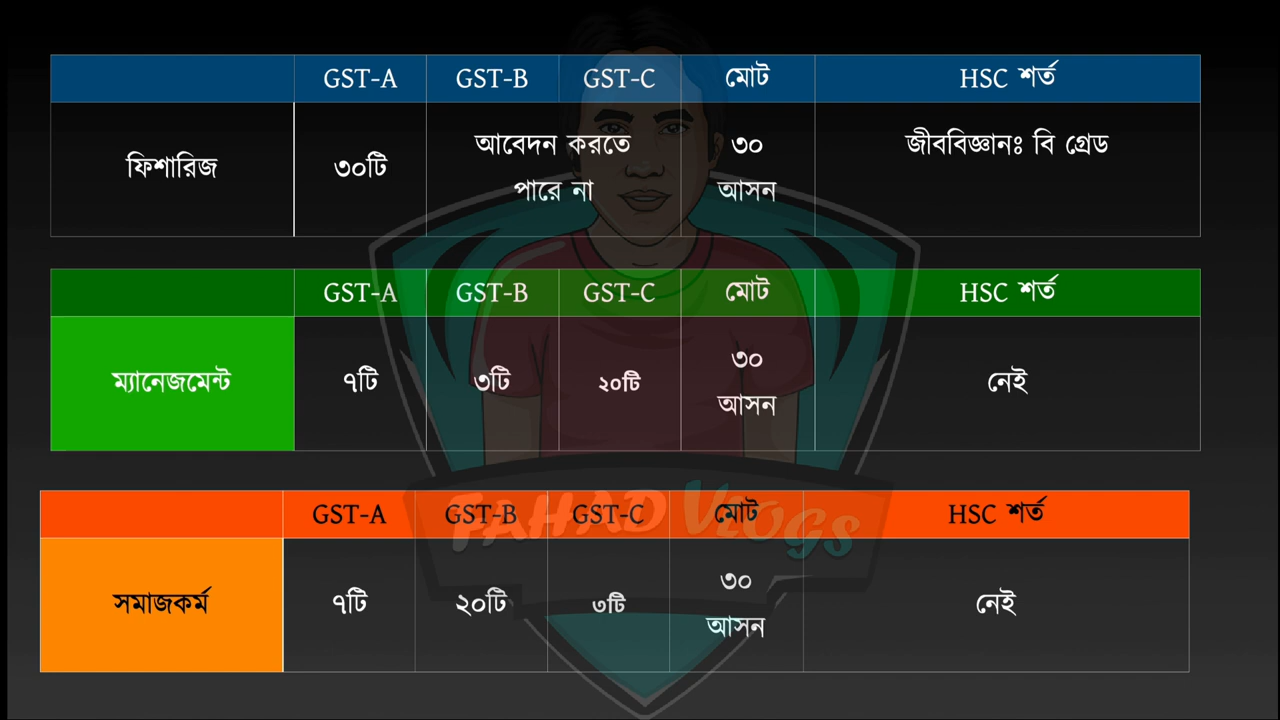 GST-A GST-B GST-C মোট HSC শর্ত
ফিশারিজ ৩০টি আবেদন করতে পারে না ৩০ আসন জীববিজ্ঞানঃ বি গ্রেড
GST-A GST-B GST-C মোট HSC শর্ত
ম্যানেজমেন্ট ৭টি ৩টি ২০টি ৩০ আসন নেই
FAHAD VLOGS
GST-A GST-B GST-C মোট HSC শর্ত
সমাজকর্ম ৭টি ২০টি ৩টি ৩০ আসন নেই